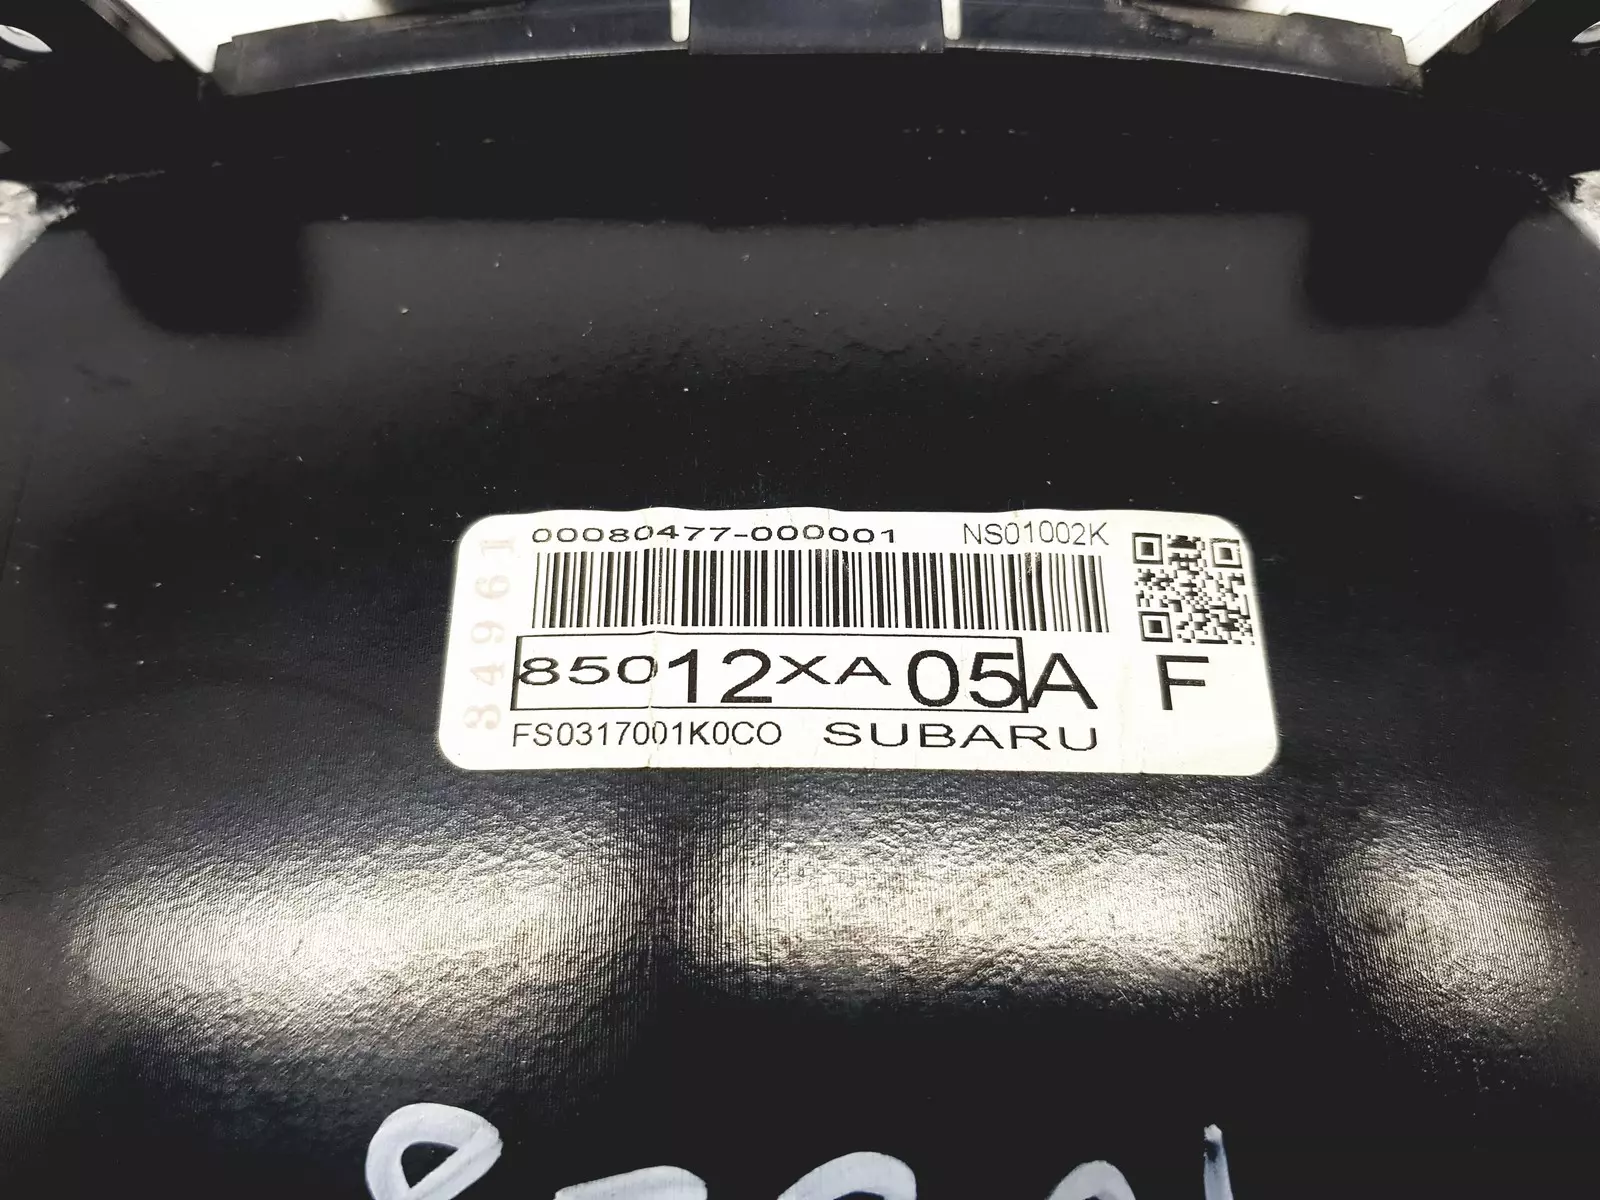 00080477-000001 NS01002K
34961
85012XA05A F
FS0317001K0CO SUBARU